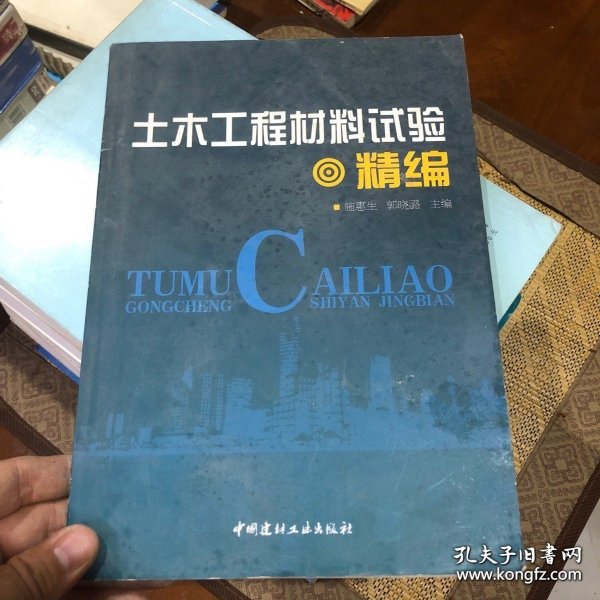 土木工程材料试验
精编
施惠生 郭晓潞 主编
TUMU CAILIAO
GONGCHENG SHIYAN JINGBIAN
中国建材工业出版社
孔夫子旧书网
www.kongfz.com